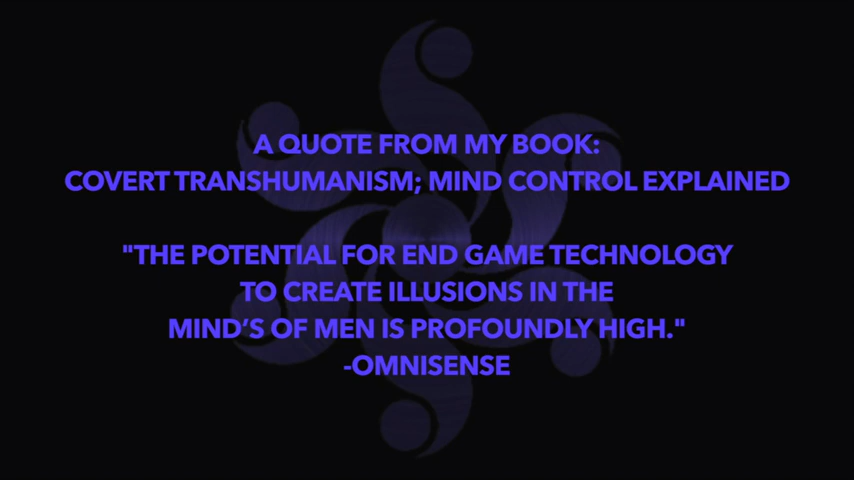 A QUOTE FROM MY BOOK:
COVERT TRANSHUMANISM; MIND CONTROL EXPLAINED
"THE POTENTIAL FOR END GAME TECHNOLOGY
TO CREATE ILLUSIONS IN THE
MIND’S OF MEN IS PROFOUNDLY HIGH."
-OMNISENSE